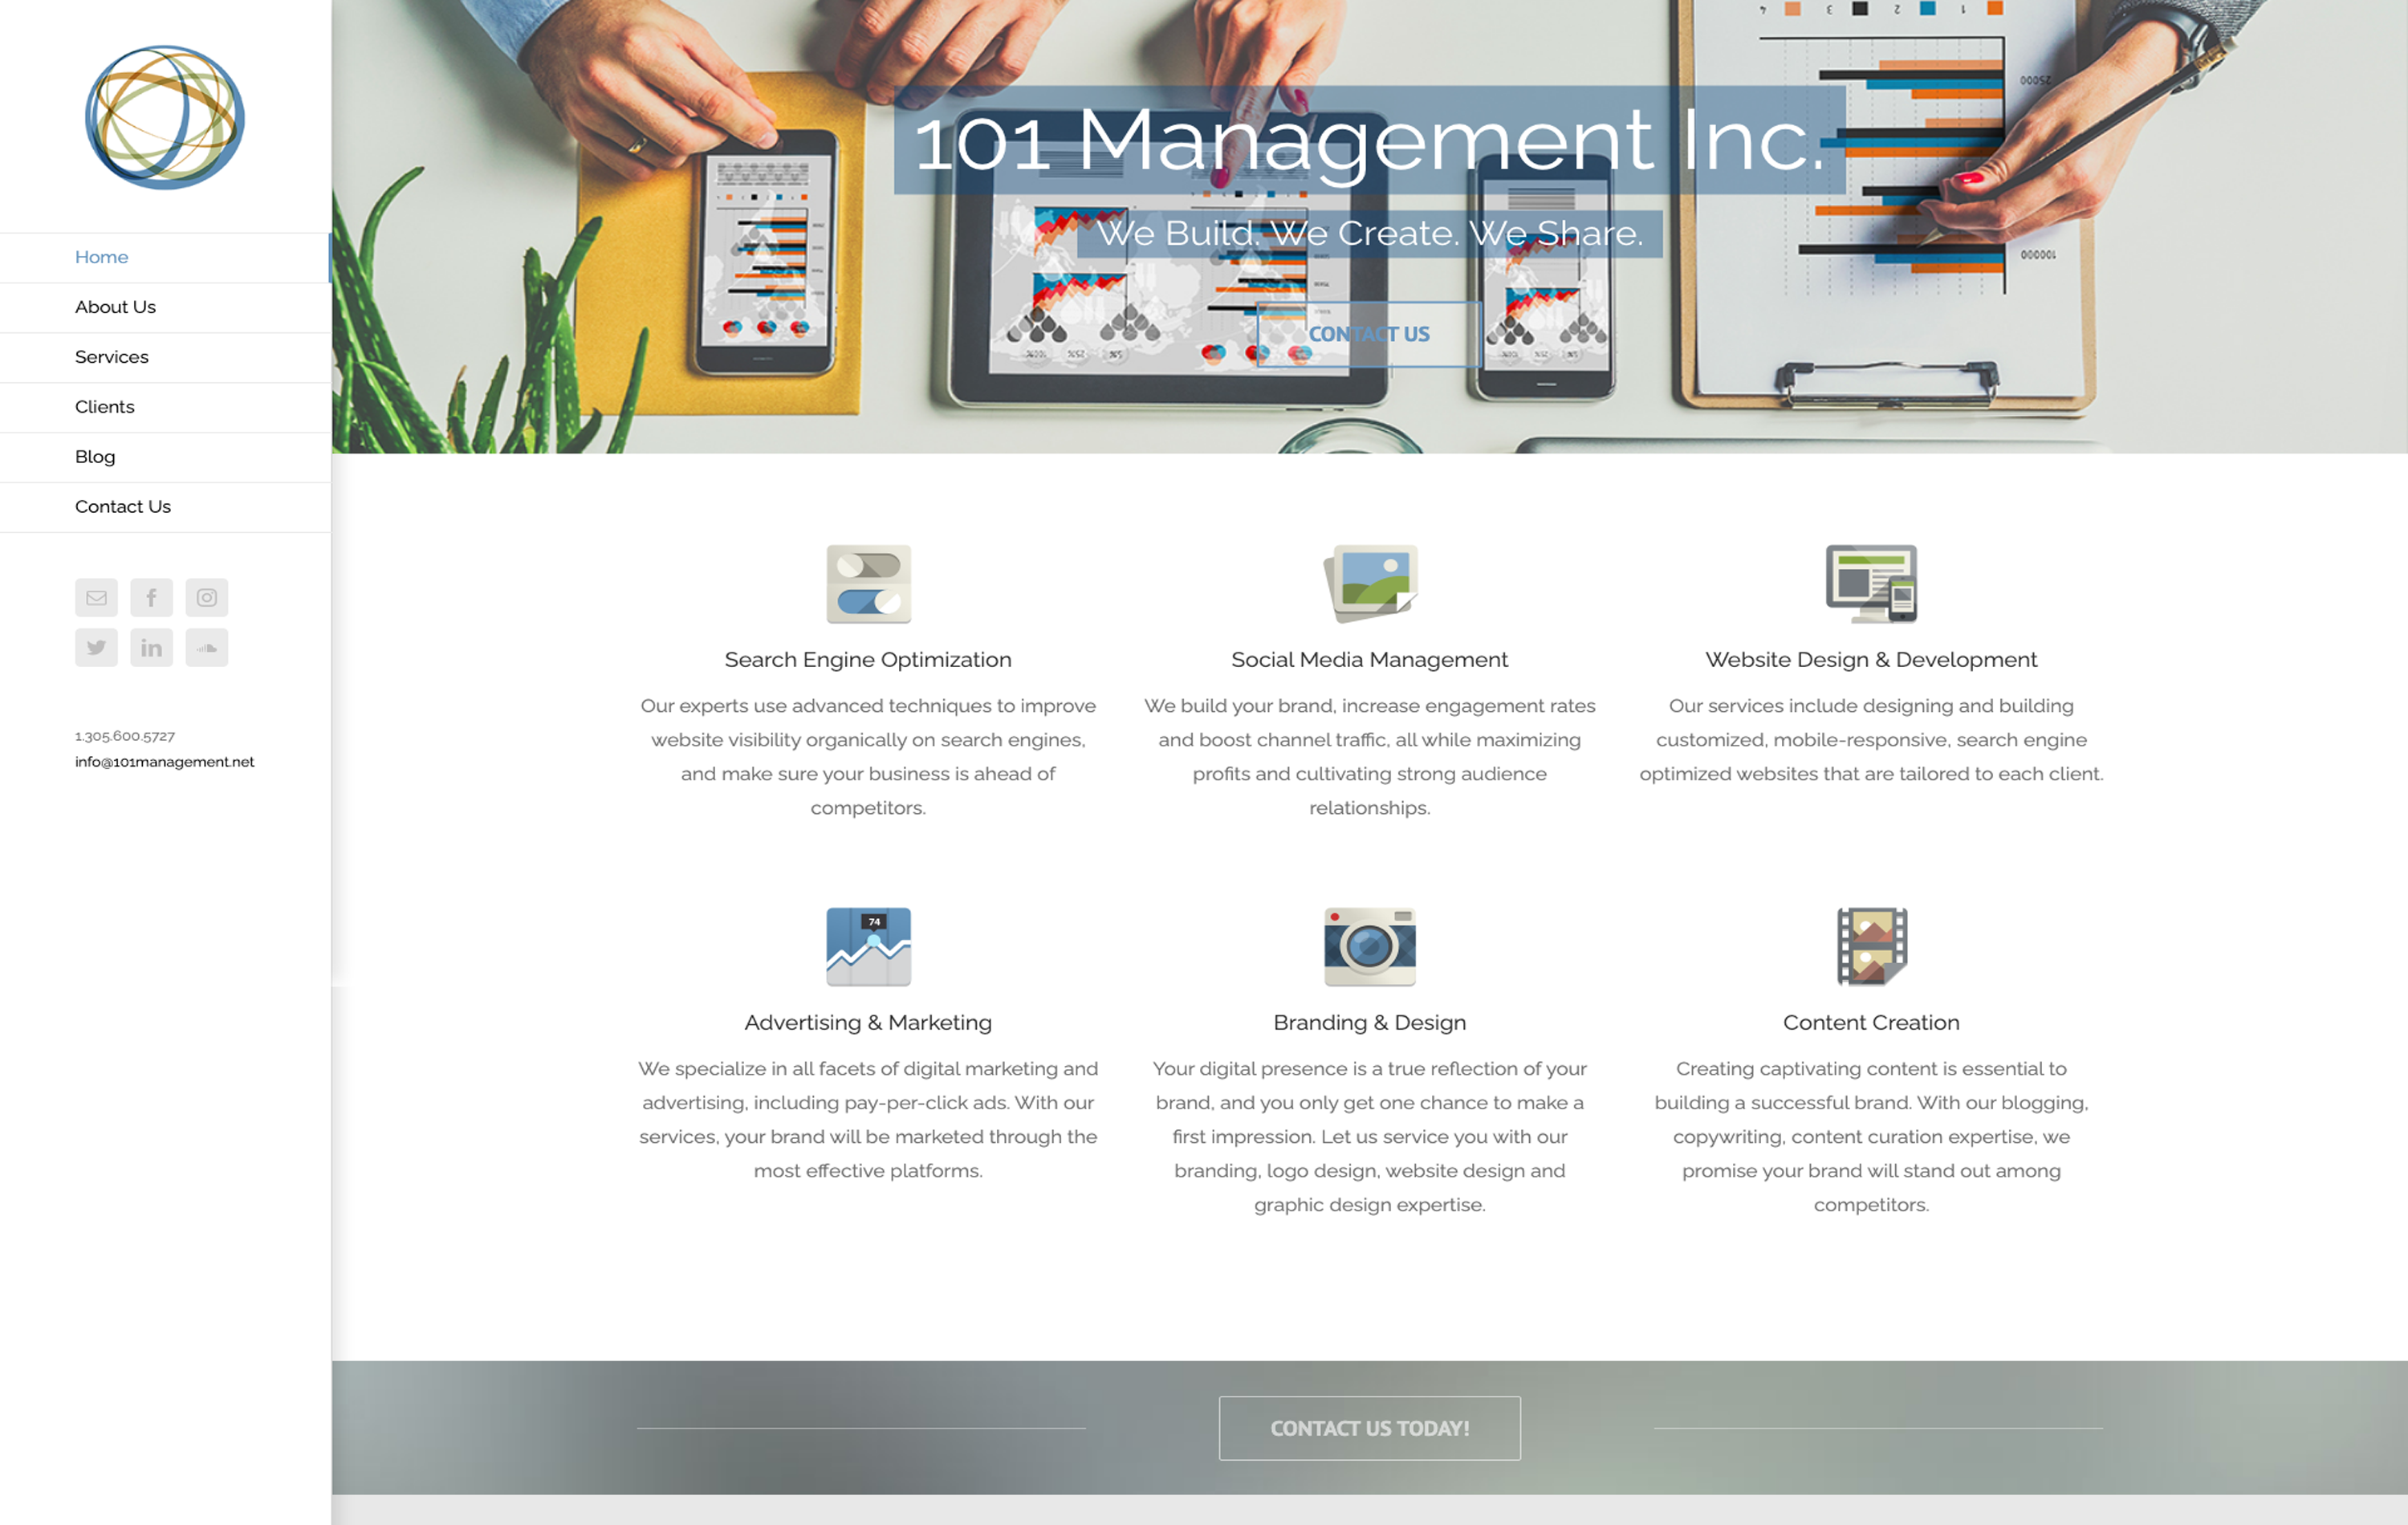 Home
About Us
Services
Clients
Blog
Contact Us
1.305.600.5727
info@101management.net
101 Management Inc.
We Build. We Create. We Share.
CONTACT US
4 3 2 1
25000
100000
Search Engine Optimization
Our experts use advanced techniques to improve
website visibility organically on search engines,
and make sure your business is ahead of
competitors.
Social Media Management
We build your brand, increase engagement rates
and boost channel traffic, all while maximizing
profits and cultivating strong audience
relationships.
Website Design & Development
Our services include designing and building
customized, mobile-responsive, search engine
optimized websites that are tailored to each client.
74
Advertising & Marketing
We specialize in all facets of digital marketing and
advertising, including pay-per-click ads. With our
services, your brand will be marketed through the
most effective platforms.
Branding & Design
Your digital presence is a true reflection of your
brand, and you only get one chance to make a
first impression. Let us service you with our
branding, logo design, website design and
graphic design expertise.
Content Creation
Creating captivating content is essential to
building a successful brand. With our blogging,
copywriting, content curation expertise, we
promise your brand will stand out among
competitors.
CONTACT US TODAY!